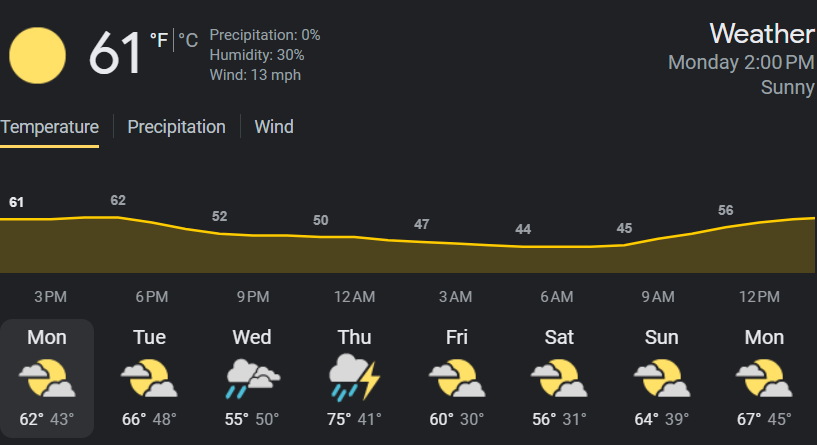 61 °F | °C
Precipitation: 0%
Humidity: 30%
Wind: 13 mph
Weather
Monday 2:00 PM
Sunny
Temperature | Precipitation | Wind
61 62 52 50 47 44 45 56
3 PM 6 PM 9 PM 12 AM 3 AM 6 AM 9 AM 12 PM
Mon Tue Wed Thu Fri Sat Sun Mon
62° 43° 66° 48° 55° 50° 75° 41° 60° 30° 56° 31° 64° 39° 67° 45°